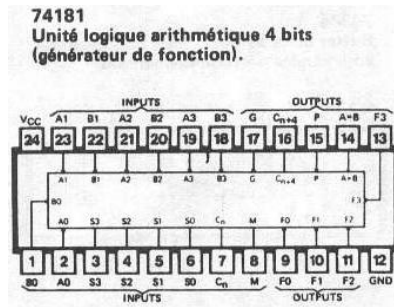 74181
Unité logique arithmétique 4 bits
(générateur de fonction).
INPUTS OUTPUTS
VCC A1 B1 A2 B2 A3 B3 G Cn+4 P A=B F3
24 23 22 21 20 19 18 17 16 15 14 13
A1 B1 A2 B2 A3 B3 G Cn+4 P A=B
B0 F3
A0 S3 S2 S1 S0 Cn M F0 F1 F2
1 2 3 4 5 6 7 8 9 10 11 12
B0 A0 S3 S2 S1 S0 Cn M F0 F1 F2 GND
INPUTS OUTPUTS